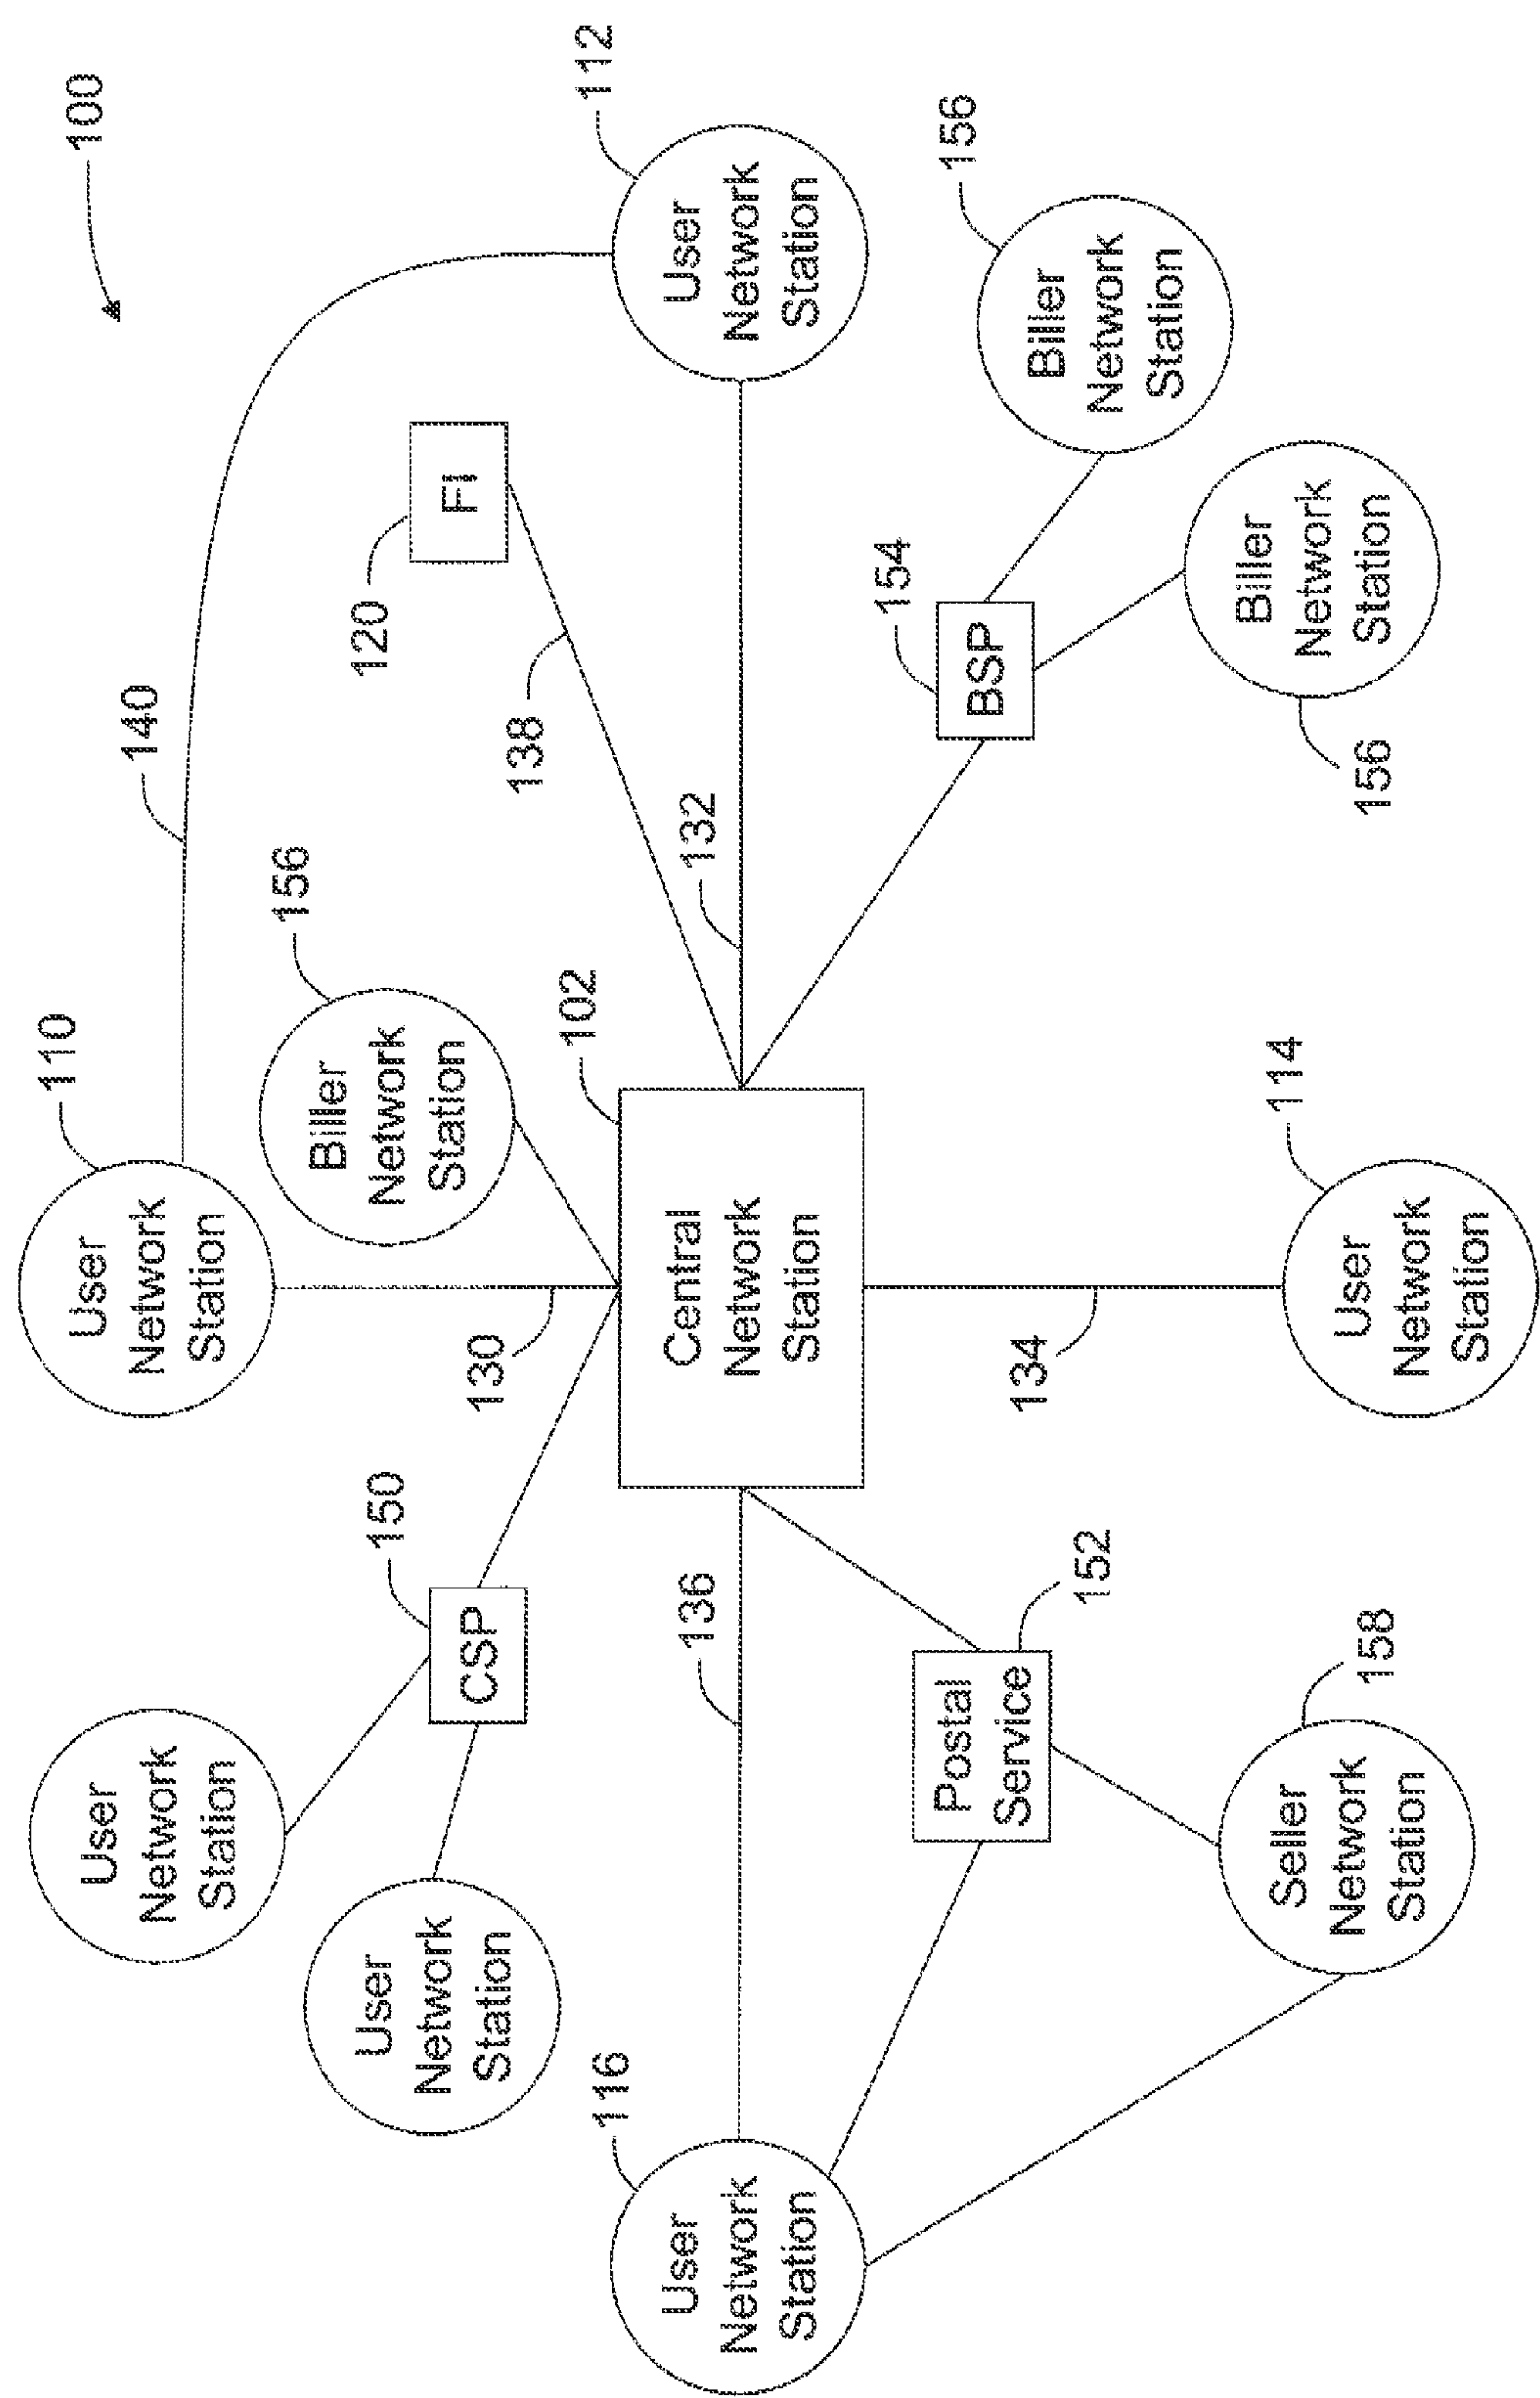 100
110
User
Network
Station
140
User
Network
Station
150
CSP
User
Network
Station
156
Biller
Network
Station
120
FI
138
130
112
User
Network
Station
116
User
Network
Station
136
102
Central
Network
Station
132
152
Postal
Service
154
BSP
156
Biller
Network
Station
134
158
Seller
Network
Station
114
User
Network
Station
Biller
Network
Station
156